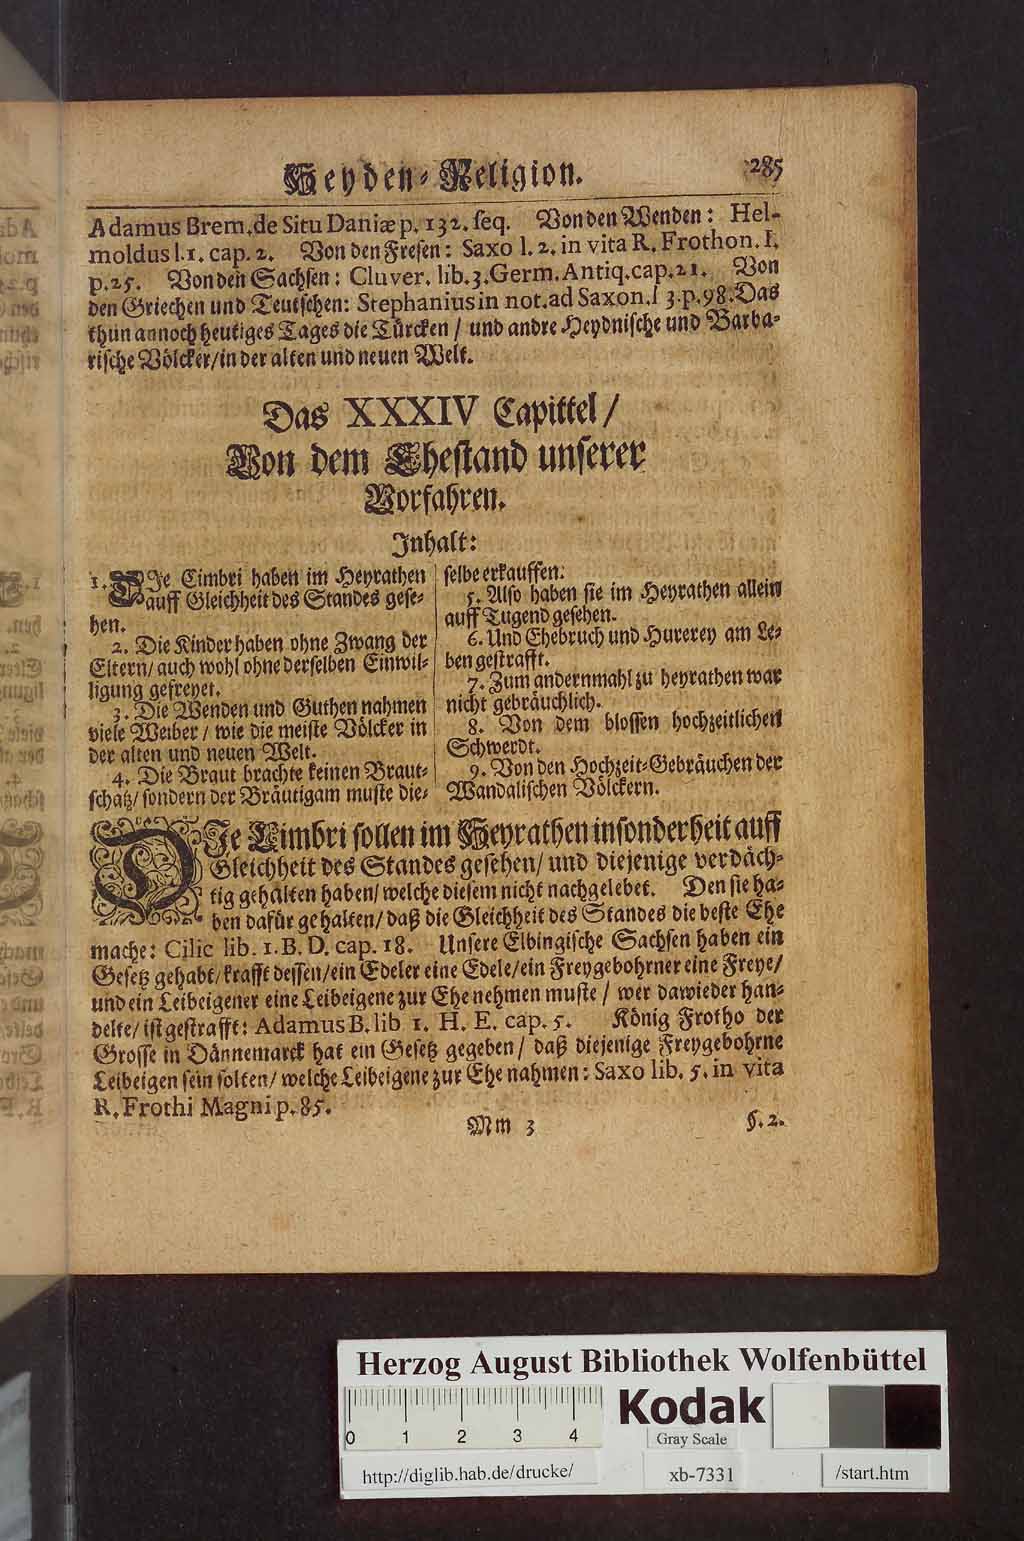 Heyden-Religion. 285
Adamus Brem. de Situ Daniæ p. 132. seq. Von den Wenden: Hel-
moldus l. 1. cap. 2. Von den Fresen: Saxo l. 2. in vita R. Frothon. I.
p. 25. Von den Sachsen: Cluver. lib. 3. Germ. Antiq. cap. 21. Von
den Griechen und Teutschen: Stephanius in not. ad Saxon. l 3. p. 98. Das
thun annoch heutiges Tages die Türcken / und andre Heydnische und Barba-
rische Völcker / in der alten und neuen Welt.
Das XXXIV Capittel /
Von dem Ehestand unserer
Vorfahren.
Inhalt:
1. DIe Cimbri haben im Heyrathen
auff Gleichheit des Standes gese-
hen.
2. Die Kinder haben ohne Zwang der
Eltern / auch wohl ohne derselben Einwil-
ligung gefreyet.
3. Die Wenden und Guthen nahmen
viele Weiber / wie die meiste Völcker in
der alten und neuen Welt.
4. Die Braut brachte keinen Braut-
schatz / sondern der Bräutigam muste die-
selbe erkauffen.
5. Also haben sie im Heyrathen allein
auff Tugend gesehen.
6. Und Ehebruch und Hurerey am Le-
ben gestrafft.
7. Zum andernmahl zu heyrathen war
nicht gebräuchlich.
8. Von dem blossen hochzeitlichen
Schwerdt.
9. Von den Hochzeit-Gebräuchen der
Wandalischen Völckern.
DIe Cimbri sollen im Heyrathen insonderheit auff
Gleichheit des Standes gesehen / und diejenige verdäch-
tig gehalten haben / welche diesem nicht nachgelebet. Den sie ha-
ben dafür gehalten / daß die Gleichheit des Standes die beste Ehe
mache: Cilic lib. 1. B. D. cap. 18. Unsere Elbingische Sachsen haben ein
Gesetz gehabt / krafft dessen / ein Edeler eine Edele / ein Freygebohrner eine Freye /
und ein Leibeigener eine Leibeigene zur Ehe nehmen muste / wer dawieder han-
delte / ist gestrafft: Adamus B. lib 1. H. E. cap. 5. König Frotho der
Grosse in Dännemarck hat ein Gesetz gegeben / daß diejenige Freygebohrne
Leibeigen sein solten / welche Leibeigene zur Ehe nahmen: Saxo lib. 5. in vita
R. Frothi Magni p. 85.
Mm 3 §. 2.
Herzog August Bibliothek Wolfenbüttel
0 1 2 3 4
Kodak
Gray Scale
http://diglib.hab.de/drucke/ xb-7331 /start.htm